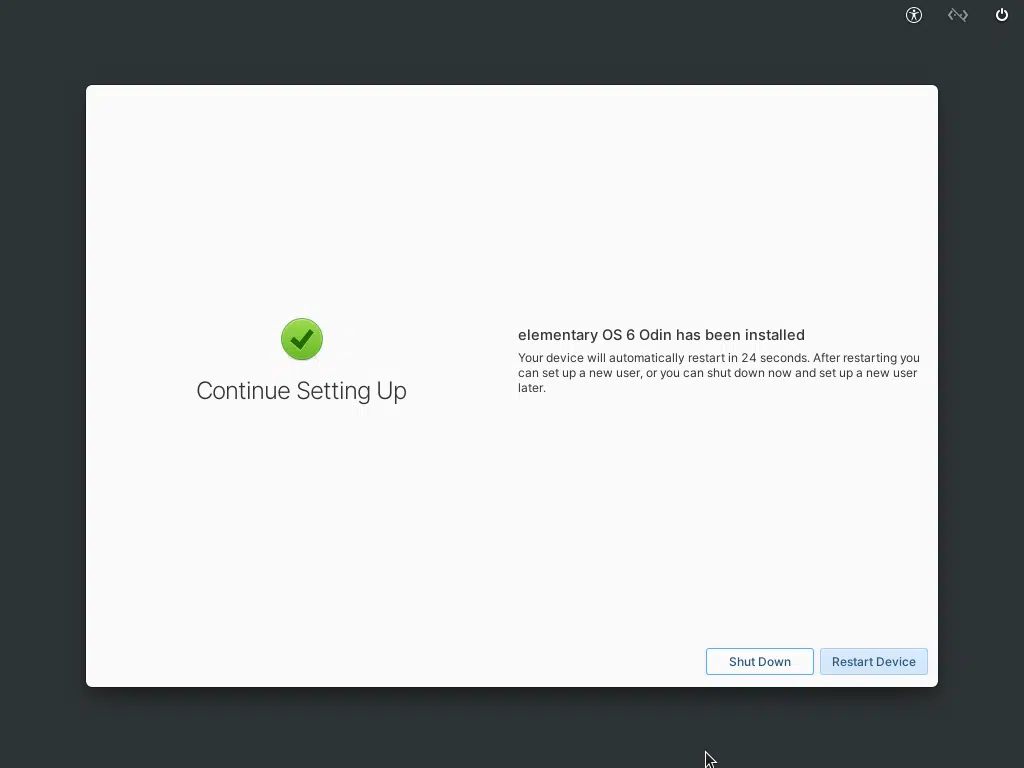 Continue Setting Up
elementary OS 6 Odin has been installed
Your device will automatically restart in 24 seconds. After restarting you
can set up a new user, or you can shut down now and set up a new user
later.
Shut Down
Restart Device